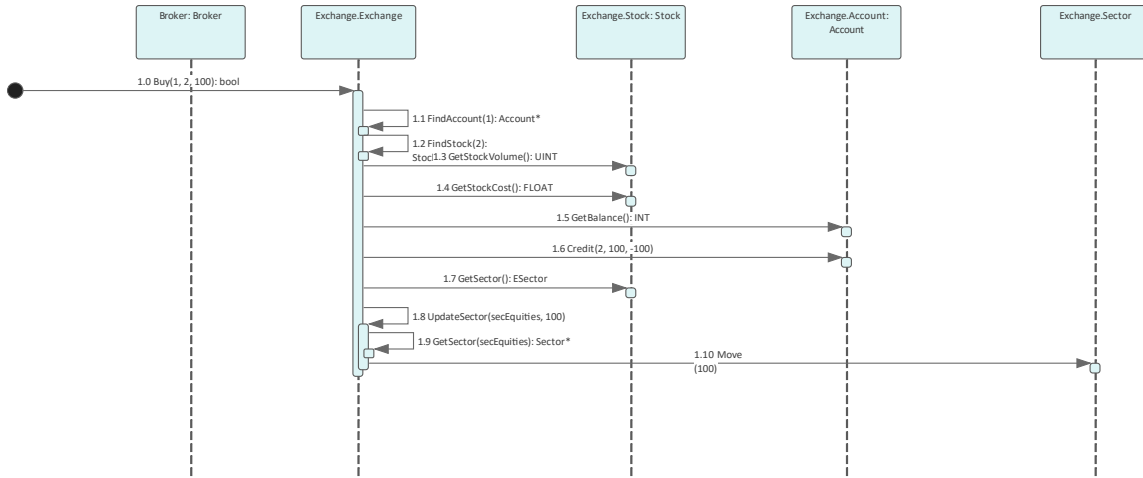 Broker: Broker
Exchange.Exchange
Exchange.Stock: Stock
Exchange.Account:
Account
Exchange.Sector
1.0 Buy(1, 2, 100): bool
1.1 FindAccount(1): Account*
1.2 FindStock(2):
Stoc
1.3 GetStockVolume(): UINT
1.4 GetStockCost(): FLOAT
1.5 GetBalance(): INT
1.6 Credit(2, 100, -100)
1.7 GetSector(): ESector
1.8 UpdateSector(secEquities, 100)
1.9 GetSector(secEquities): Sector*
1.10 Move
(100)